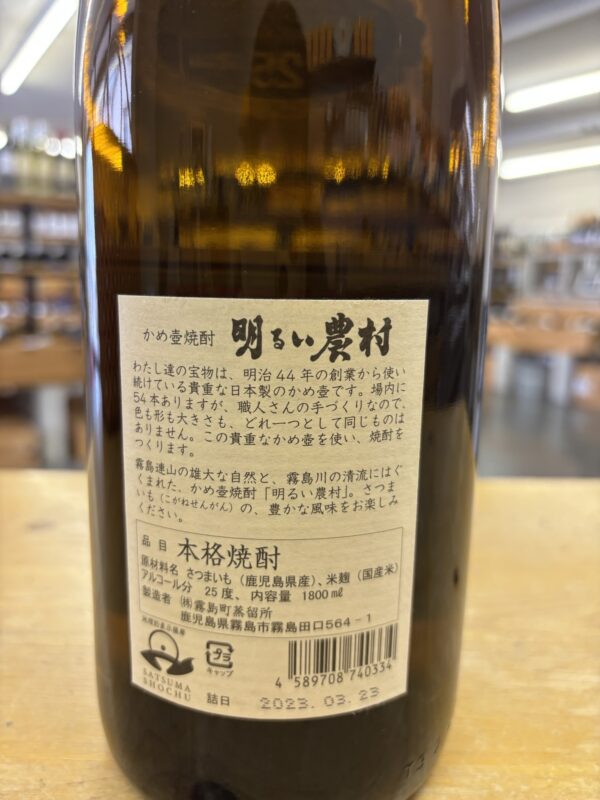 かめ壺焼酎 明るい農村
わたし達の宝物は、明治44年の創業から使い
続けている貴重な日本製のかめ壺です。場内に
54本ありますが、職人さんの手づくりなので、
色も形も大きさも、どれ一つとして同じものは
ありません。この貴重なかめ壺を使い、焼酎を
つくります。
霧島連山の雄大な自然と、霧島川の清流にはぐ
くまれた、かめ壺焼酎「明るい農村」。さつま
いも（こがねせんがん）の、豊かな風味をお楽しみ
ください。
品目 本格焼酎
原材料名 さつまいも（鹿児島県産）、米麹（国産米）
アルコール分 25度、内容量 1800㎖
製造者 ㈱霧島町蒸留所
鹿児島県霧島市霧島田口564-1
SATSUMA
SHOCHU
プラ
キャップ
4 589708 740334
詰日 2023.03.23
25